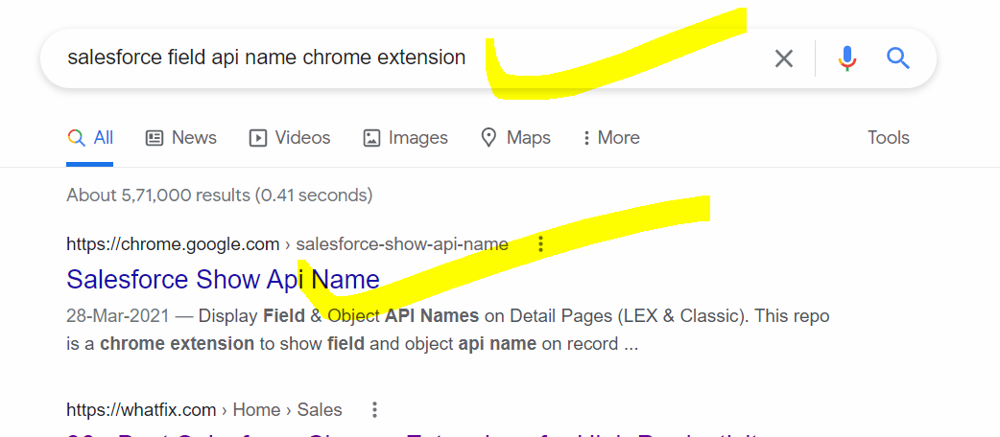 salesforce field api name chrome extension
All News Videos Images Maps More Tools
About 5,71,000 results (0.41 seconds)
https://chrome.google.com › salesforce-show-api-name
Salesforce Show Api Name
28-Mar-2021 — Display Field & Object API Names on Detail Pages (LEX & Classic). This repo
is a chrome extension to show field and object api name on record ...
https://whatfix.com › Home › Sales